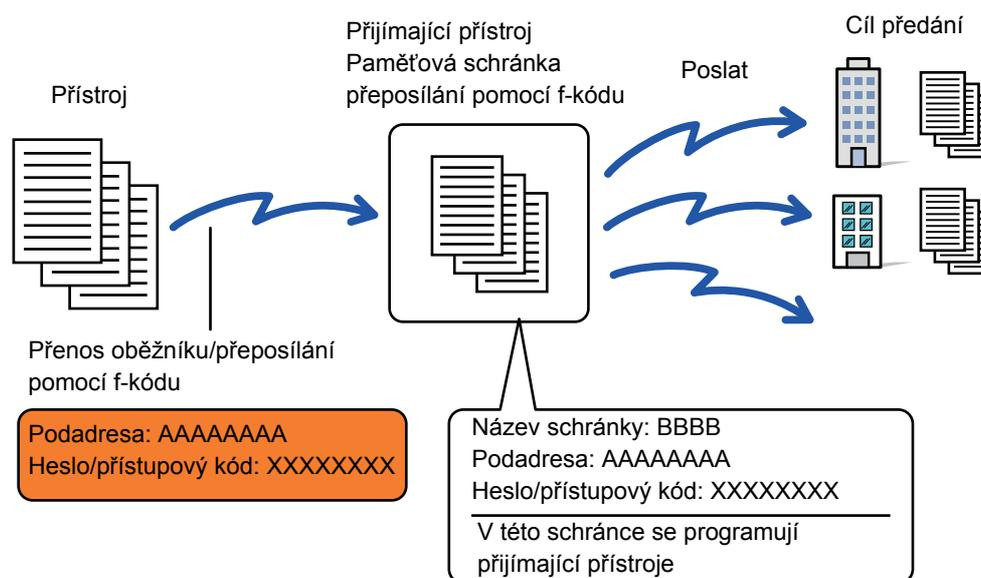 Přístroj
Přijímající přístroj
Paměťová schránka
přeposílání pomocí f-kódu
Poslat
Cíl předání
Přenos oběžníku/přeposílání
pomocí f-kódu
Podadresa: AAAAAAAA
Heslo/přístupový kód: XXXXXXXX
Název schránky: BBBB
Podadresa: AAAAAAAA
Heslo/přístupový kód: XXXXXXXX
V této schránce se programují
přijímající přístroje